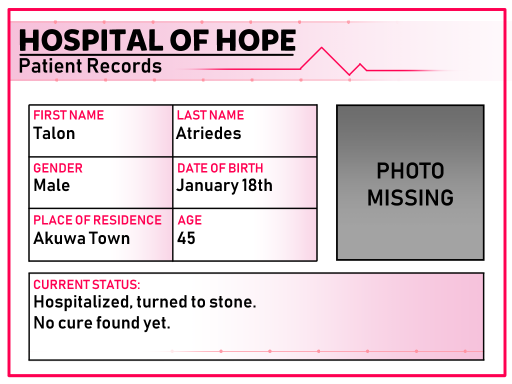 HOSPITAL OF HOPE
Patient Records
FIRST NAME
Talon
LAST NAME
Atriedes
GENDER
Male
DATE OF BIRTH
January 18th
PLACE OF RESIDENCE
Akuwa Town
AGE
45
PHOTO
MISSING
CURRENT STATUS:
Hospitalized, turned to stone.
No cure found yet.